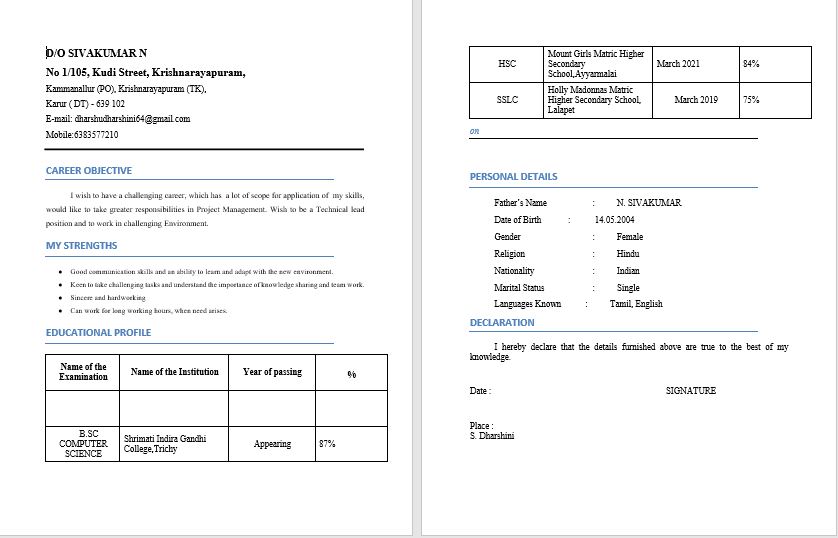 D/O SIVAKUMAR N
No 1/105, Kudi Street, Krishnarayapuram,
Kammanallur (PO), Krishnarayapuram (TK),
Karur ( DT) - 639 102
E-mail: dharshudharshini64@gmail.com
Mobile:6383577210
CAREER OBJECTIVE
I wish to have a challenging career, which has a lot of scope for application of my skills,
would like to take greater responsibilities in Project Management. Wish to be a Technical lead
position and to work in challenging Environment.
MY STRENGTHS
• Good communication skills and an ability to learn and adapt with the new environment.
• Keen to take challenging tasks and understand the importance of knowledge sharing and team work.
• Sincere and hardworking
• Can work for long working hours, when need arises.
EDUCATIONAL PROFILE
Name of the Examination Name of the Institution Year of passing %
B.SC COMPUTER SCIENCE Shrimati Indira Gandhi College,Trichy Appearing 87%
HSC Mount Girls Matric Higher Secondary School,Ayyarmalai March 2021 84%
SSLC Holly Madonnas Matric Higher Secondary School, Lalapet March 2019 75%
on
PERSONAL DETAILS
Father's Name : N. SIVAKUMAR
Date of Birth : 14.05.2004
Gender : Female
Religion : Hindu
Nationality : Indian
Marital Status : Single
Languages Known : Tamil, English
DECLARATION
I hereby declare that the details furnished above are true to the best of my
knowledge.
Date : SIGNATURE
Place :
S. Dharshini